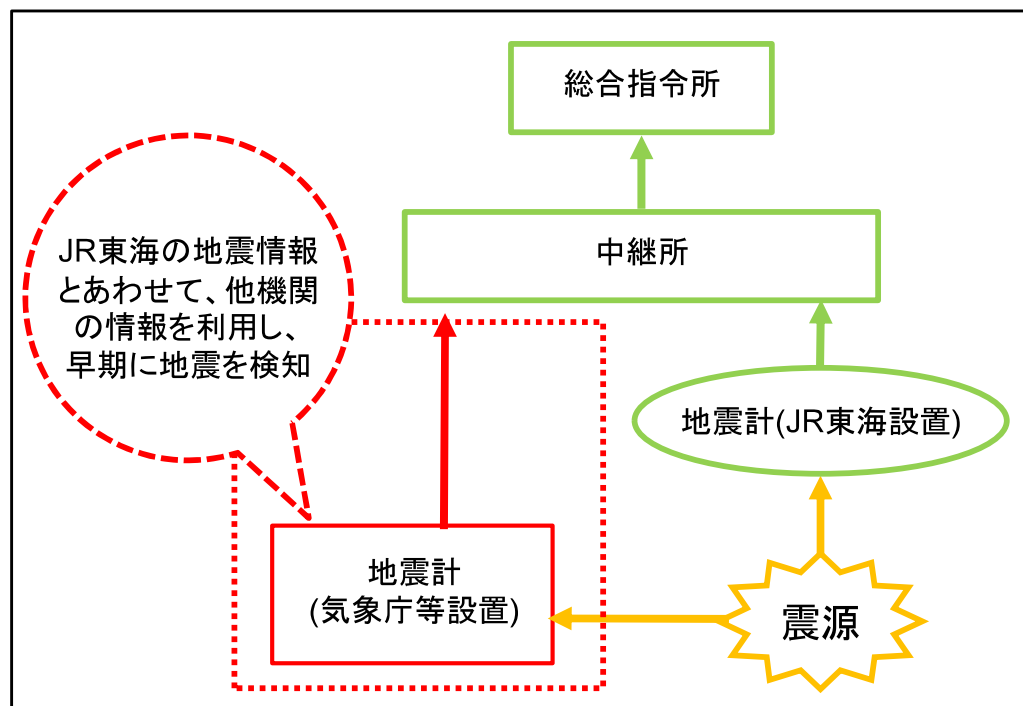 総合指令所
中継所
JR東海の地震情報
とあわせて、他機関
の情報を利用し、
早期に地震を検知
地震計(JR東海設置)
地震計
(気象庁等設置)
震源